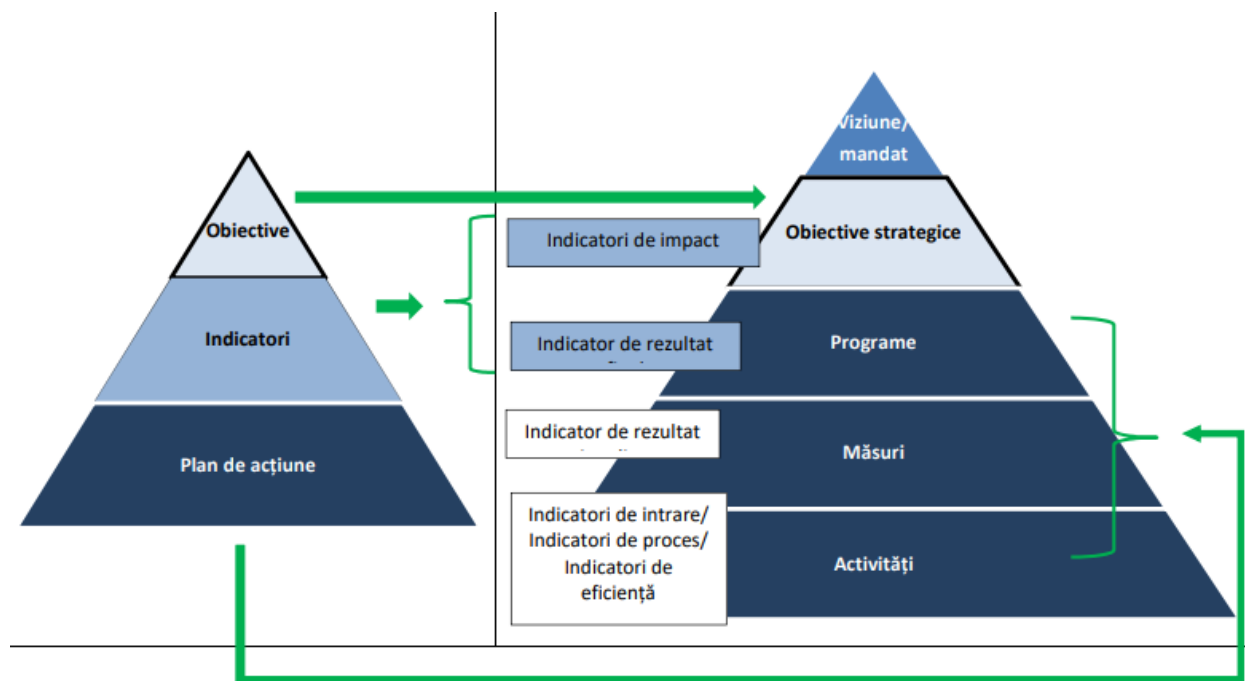 Obiective
Indicatori
Plan de acțiune
Viziune/
mandat
Obiective strategice
Programe
Măsuri
Activități
Indicatori de impact
Indicator de rezultat
Indicator de rezultat
Indicatori de intrare/
Indicatori de proces/
Indicatori de
eficiență